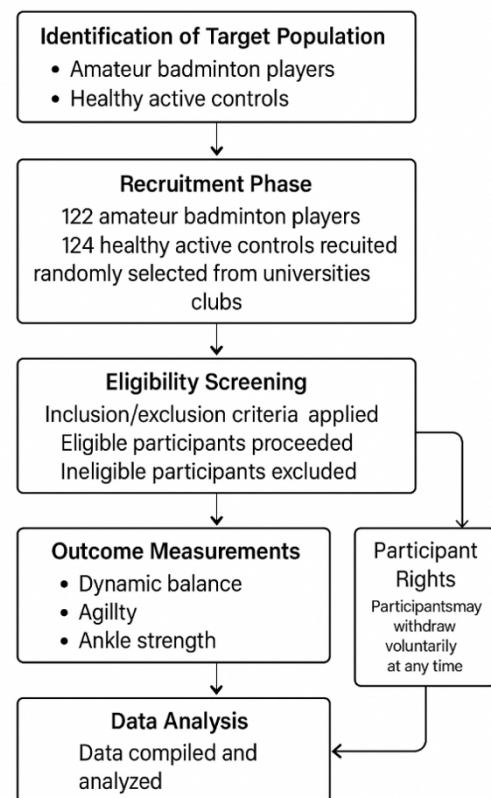 Identification of Target Population
• Amateur badminton players
• Healthy active controls
Recruitment Phase
122 amateur badminton players
124 healthy active controls recuited
randomly selected from universities
clubs
Eligibility Screening
Inclusion/exclusion criteria applied
Eligible participants proceeded
Ineligible participants excluded
Outcome Measurements
• Dynamic balance
• Agillty
• Ankle strength
Participant
Rights
Participantsmay
withdraw
voluntarily
at any time
Data Analysis
Data compiled and
analyzed